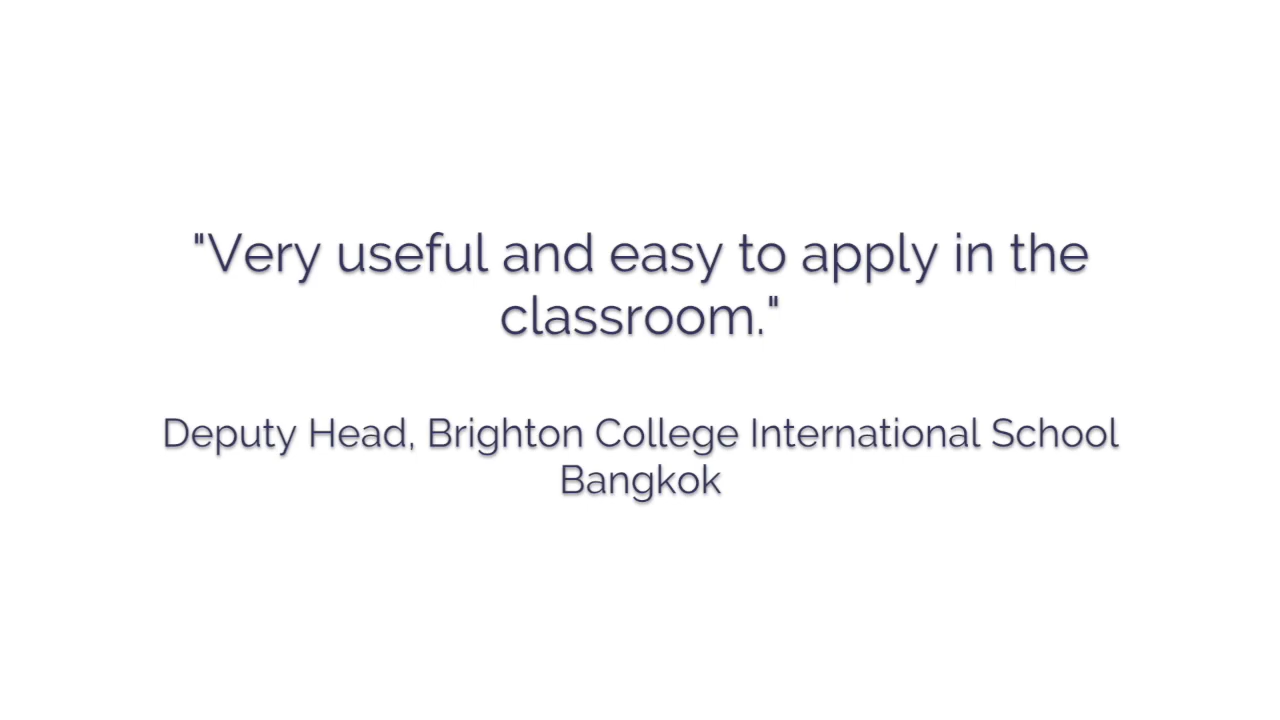 "Very useful and easy to apply in the
classroom."
Deputy Head, Brighton College International School
Bangkok